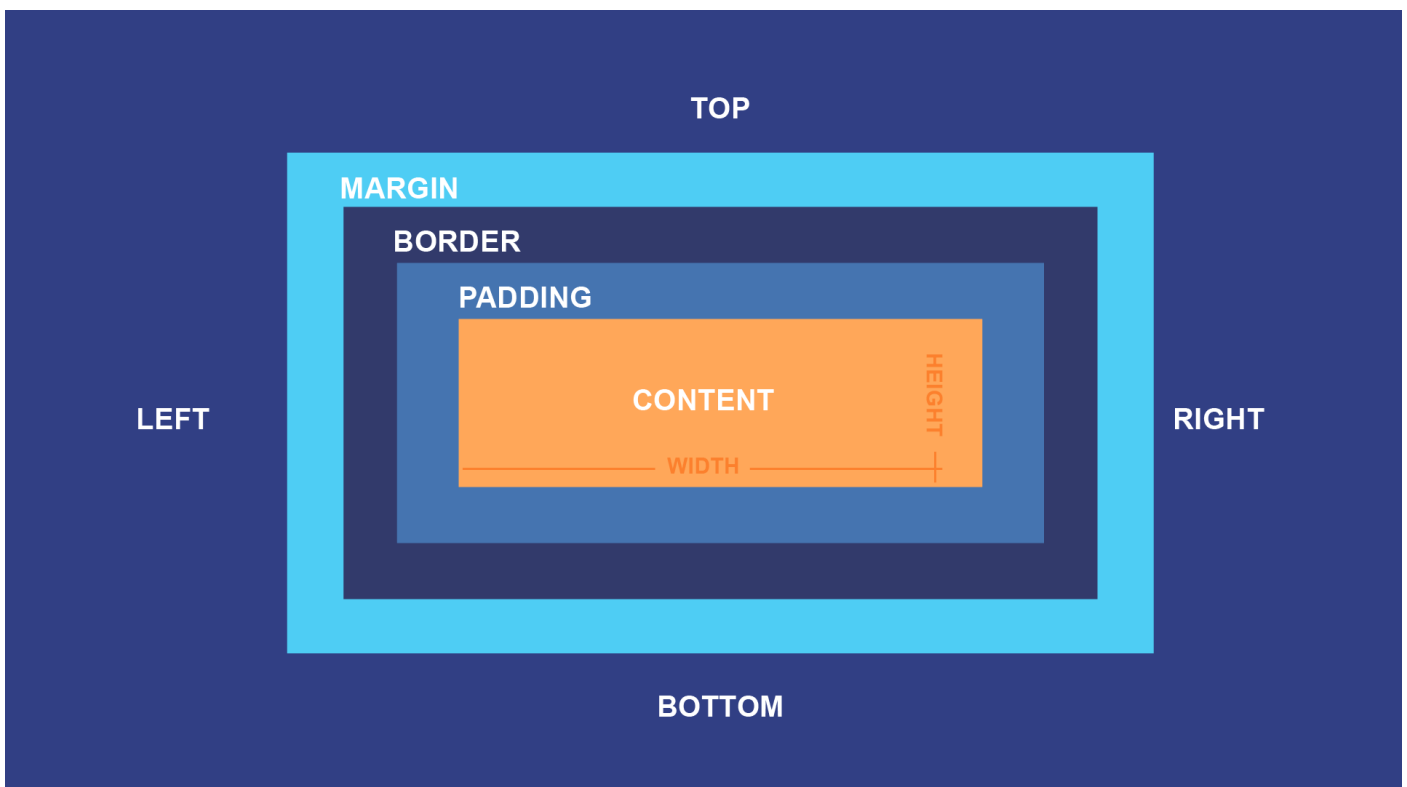 TOP
MARGIN
BORDER
PADDING
CONTENT
HEIGHT
WIDTH
LEFT
RIGHT
BOTTOM